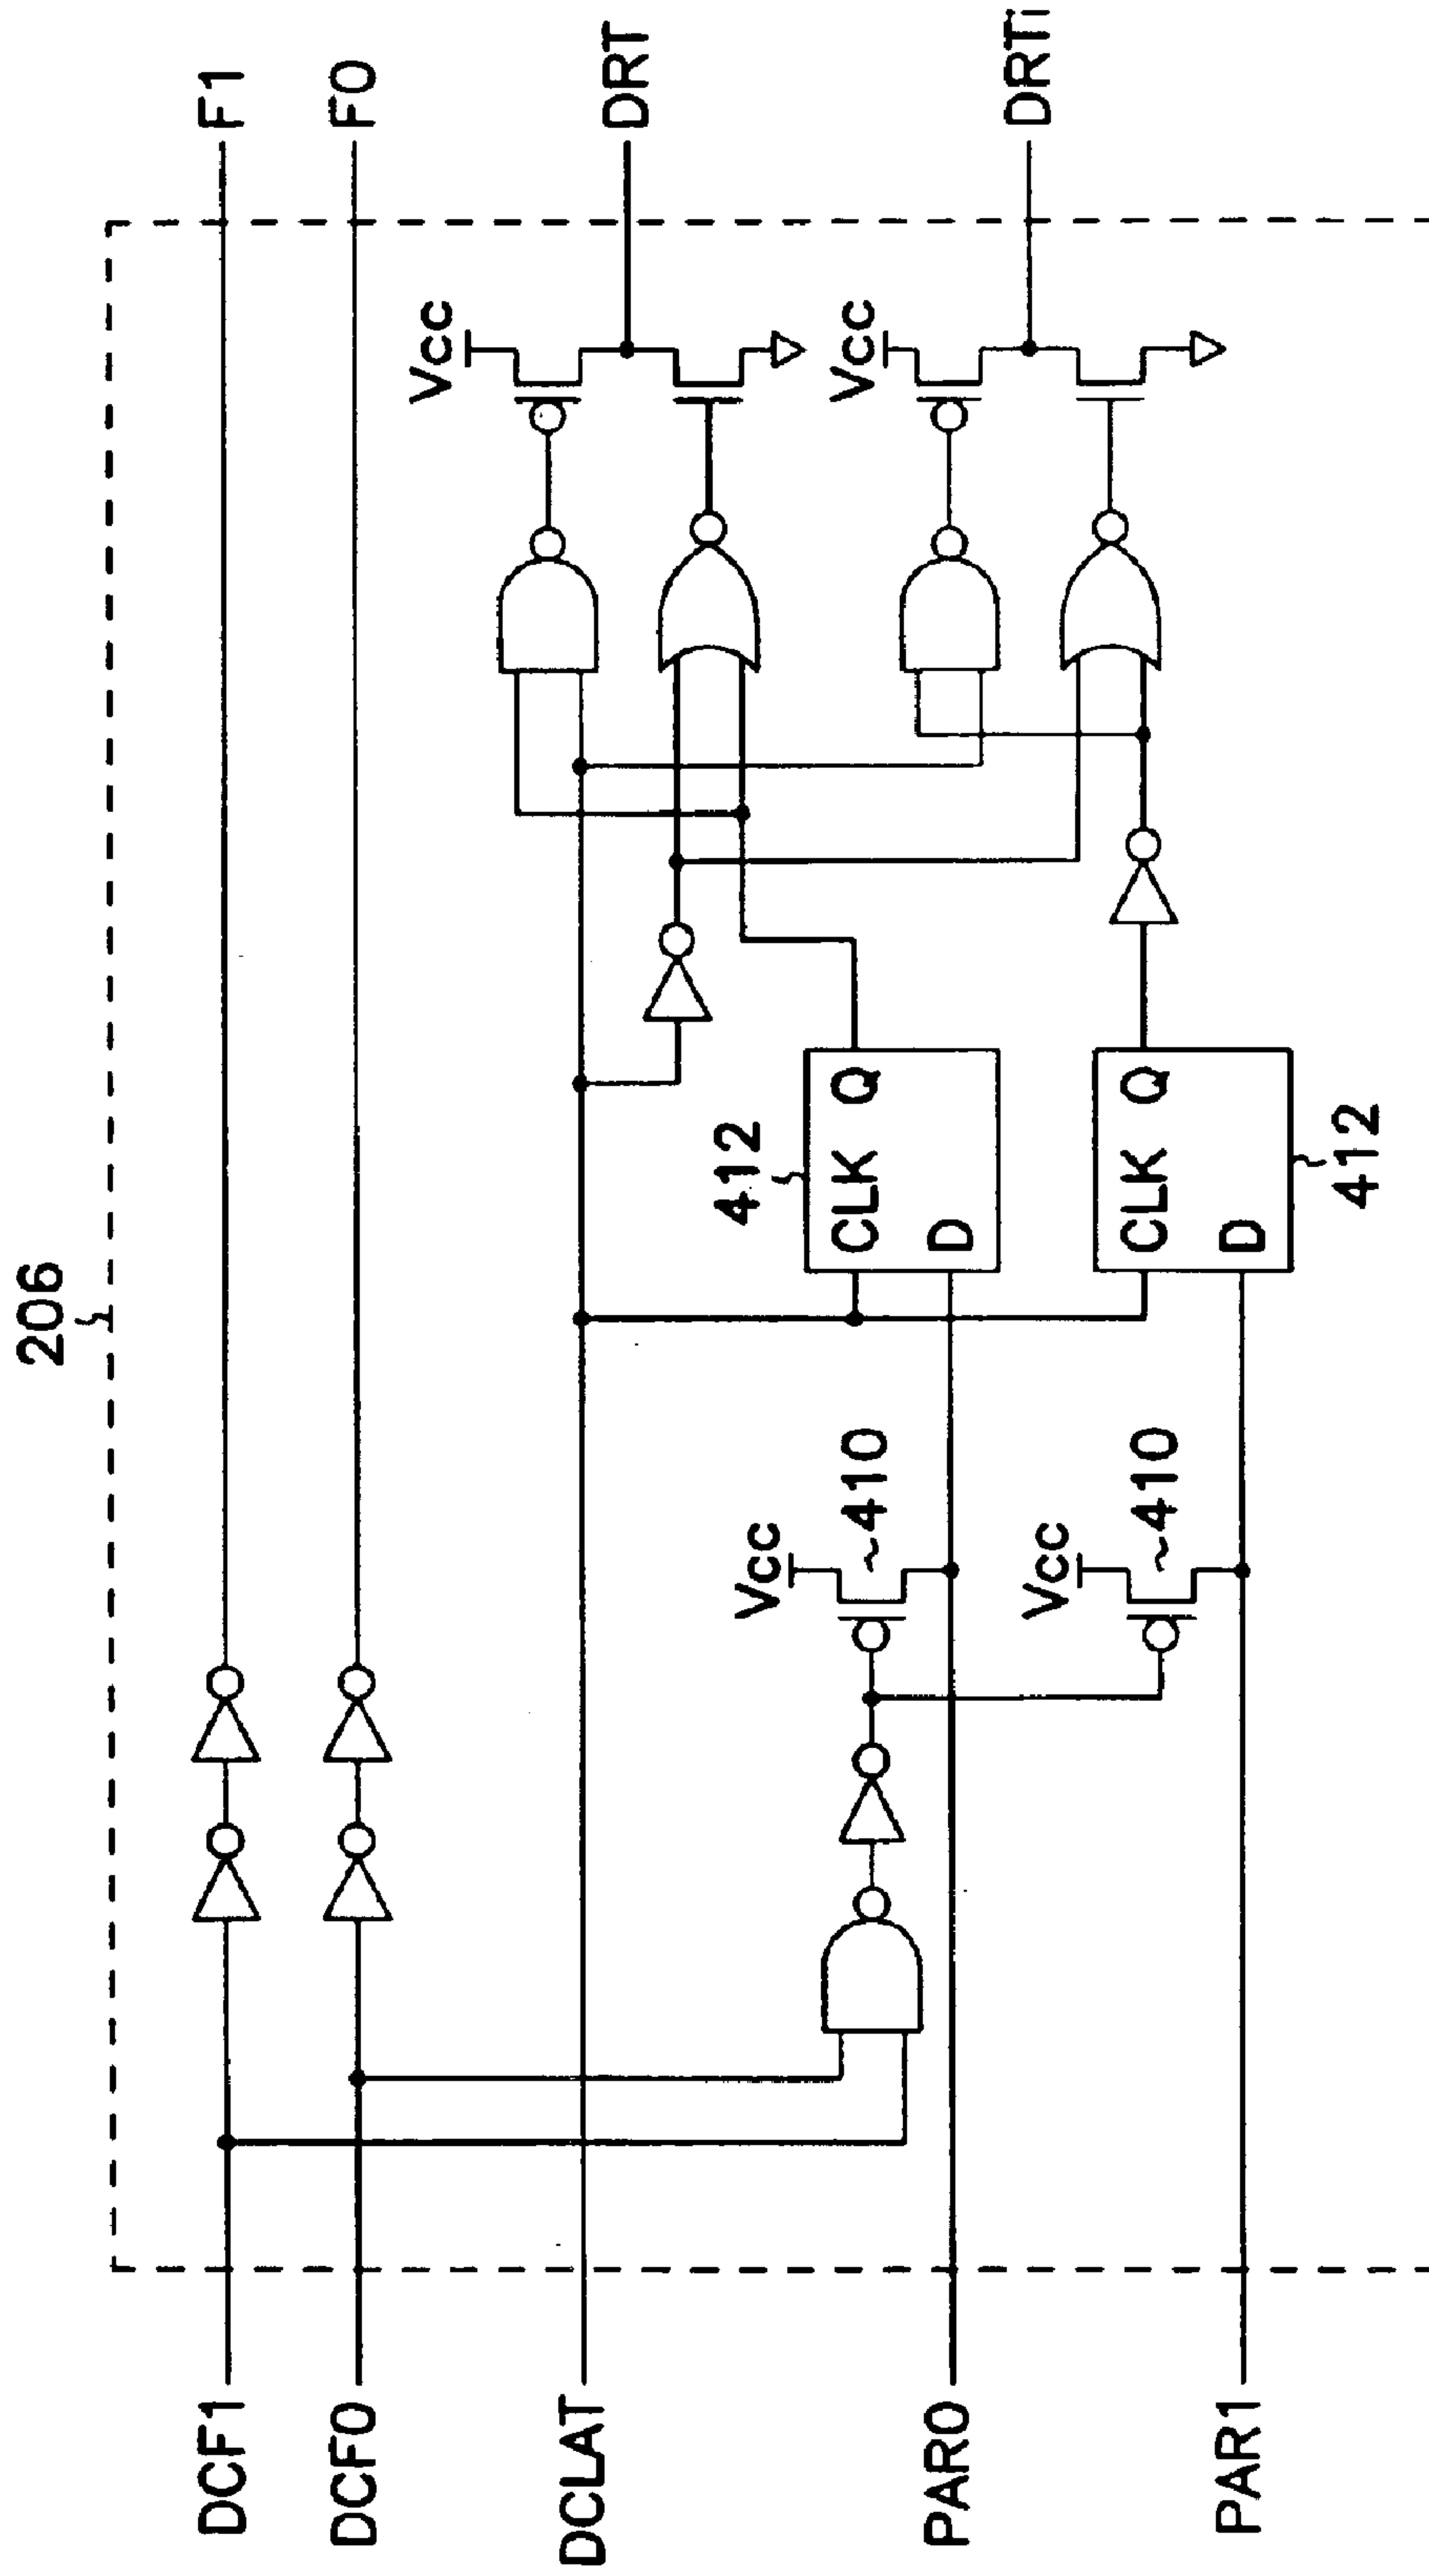 206
DCF1
F1
DCF0
F0
DCLAT
Vcc
DRT
412
CLK Q
D
PAR0
Vcc
410
Vcc
DRTi
412
CLK Q
D
PAR1
Vcc
410